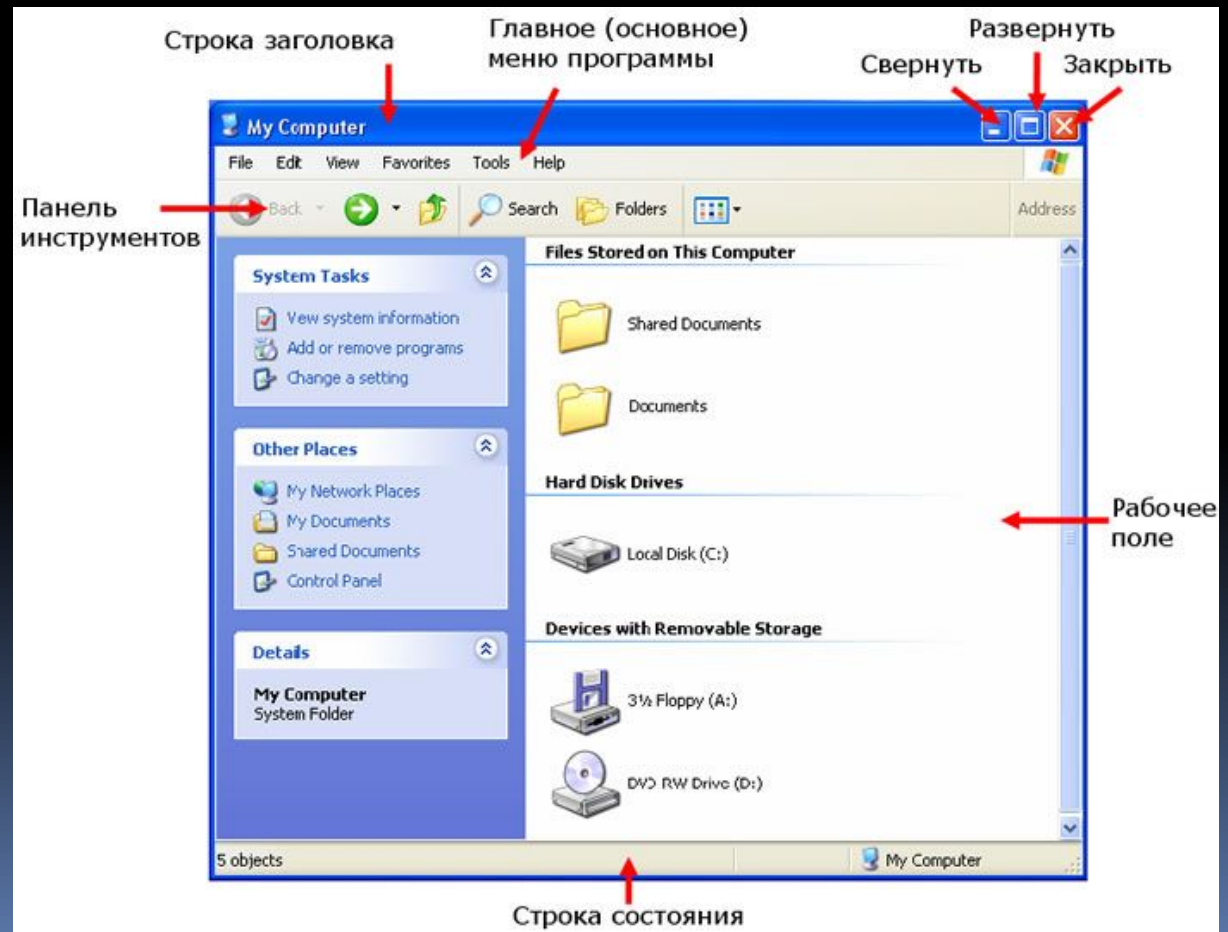 Строка заголовка
Главное (основное)
меню программы
Развернуть
Свернуть
Закрыть
My Computer
File Edit View Favorites Tools Help
Панель
инструментов
Back Search Folders Address
System Tasks
View system information
Add or remove programs
Change a setting
Other Places
My Network Places
My Documents
Shared Documents
Control Panel
Details
My Computer
System Folder
Files Stored on This Computer
Shared Documents
Documents
Hard Disk Drives
Local Disk (C:)
Devices with Removable Storage
3½ Floppy (A:)
DVD RW Drive (D:)
Рабочее
поле
5 objects My Computer
Строка состояния